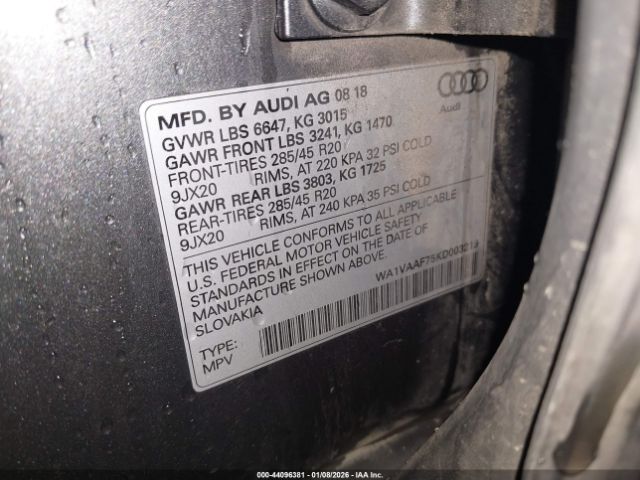 MFD. BY AUDI AG 08 18
Audi
GVWR LBS 6647, KG 3015
GAWR FRONT LBS 3241, KG 1470
FRONT-TIRES 285/45 R20
9JX20 RIMS, AT 220 KPA 32 PSI COLD
GAWR REAR LBS 3803, KG 1725
REAR-TIRES 285/45 R20
9JX20 RIMS, AT 240 KPA 35 PSI COLD
THIS VEHICLE CONFORMS TO ALL APPLICABLE
U.S. FEDERAL MOTOR VEHICLE SAFETY
STANDARDS IN EFFECT ON THE DATE OF
MANUFACTURE SHOWN ABOVE.
SLOVAKIA
TYPE:
MPV
000-44096381 | 01/08/2026 - IAA Inc.